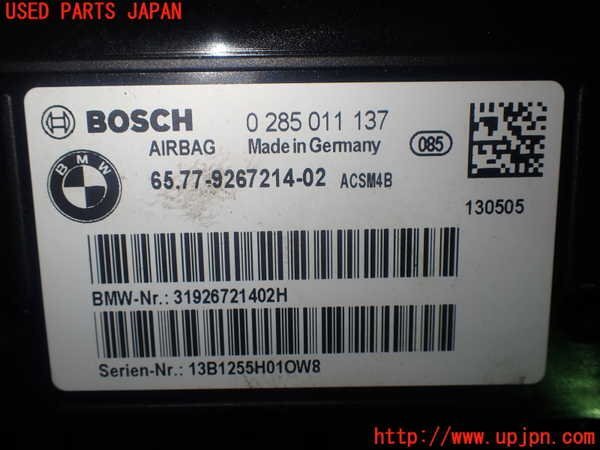 USED PARTS JAPAN
BOSCH 0 285 011 137
AIRBAG Made in Germany 085
BMW
65.77-9267214-02 ACSM4B
130505
BMW-Nr.: 31926721402H
Serien-Nr.: 13B1255H01OW8
http://www.upjpn.com/